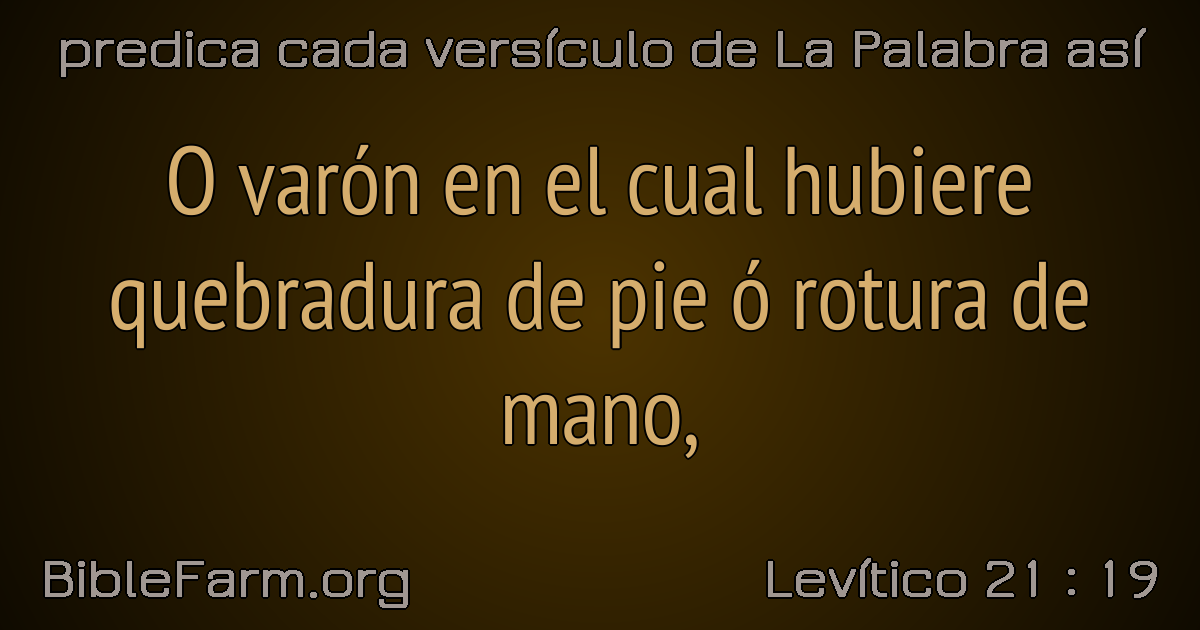 predica cada versículo de La Palabra así
O varón en el cual hubiere
quebradura de pie ó rotura de
mano,
BibleFarm.org
Levítico 21 : 19